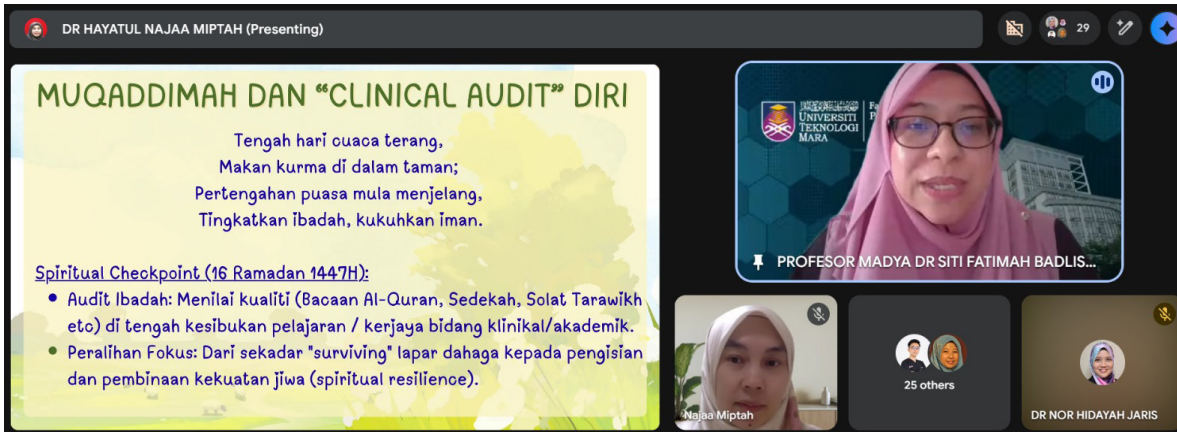 DR HAYATUL NAJAA MIPTAH (Presenting)
29
MUQADDIMAH DAN “CLINICAL AUDIT” DIRI
Tengah hari cuaca terang,
Makan kurma di dalam taman;
Pertengahan puasa mula menjelang,
Tingkatkan ibadah, kukuhkan iman.
Spiritual Checkpoint (16 Ramadan 1447H):
• Audit Ibadah: Menilai kualiti (Bacaan Al-Quran, Sedekah, Solat Tarawikh
etc) di tengah kesibukan pelajaran / kerjaya bidang klinikal/akademik.
• Peralihan Fokus: Dari sekadar "surviving" lapar dahaga kepada pengisian
dan pembinaan kekuatan jiwa (spiritual resilience).
UNIVERSITI
TEKNOLOGI
MARA
PROFESOR MADYA DR SITI FATIMAH BADLIS...
Najaa Miptah
25 others
DR NOR HIDAYAH JARIS